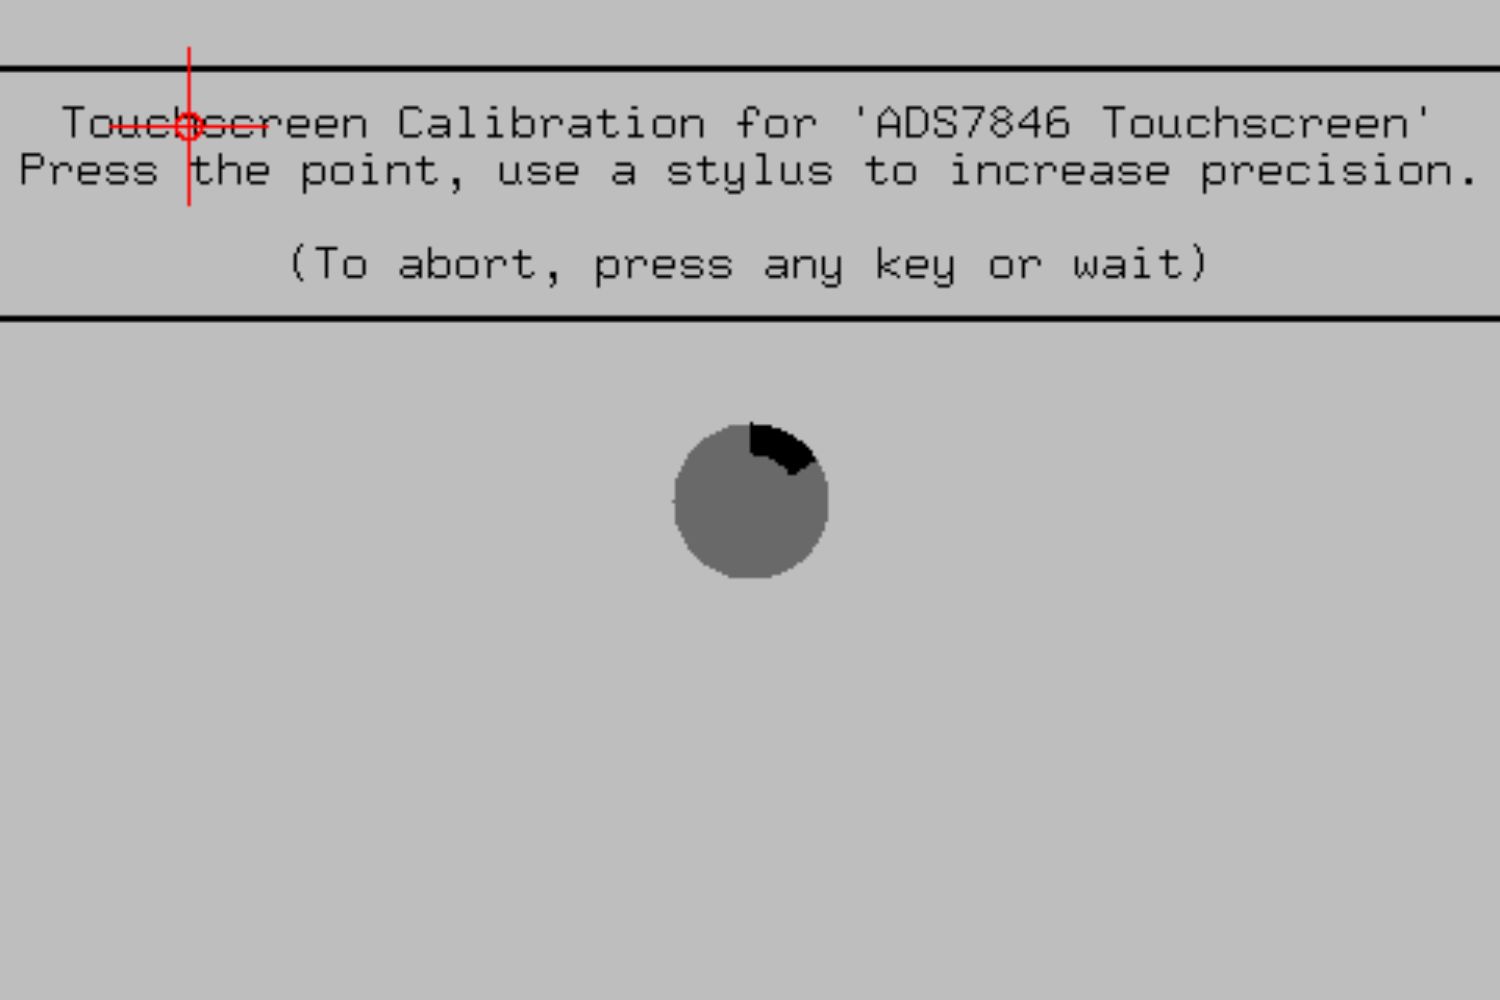 Touchscreen Calibration for 'ADS7846 Touchscreen'
Press the point, use a stylus to increase precision.
(To abort, press any key or wait)